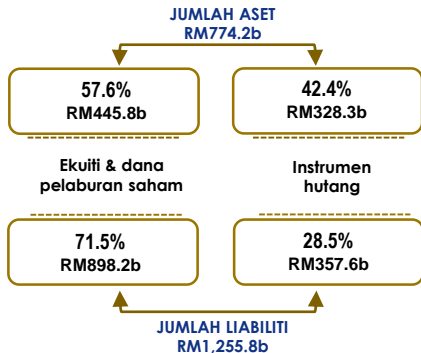 JUMLAH ASET
RM774.2b
57.6%
RM445.8b
42.4%
RM328.3b
Ekuiti & dana
pelaburan saham
Instrumen
hutang
71.5%
RM898.2b
28.5%
RM357.6b
JUMLAH LIABILITI
RM1,255.8b